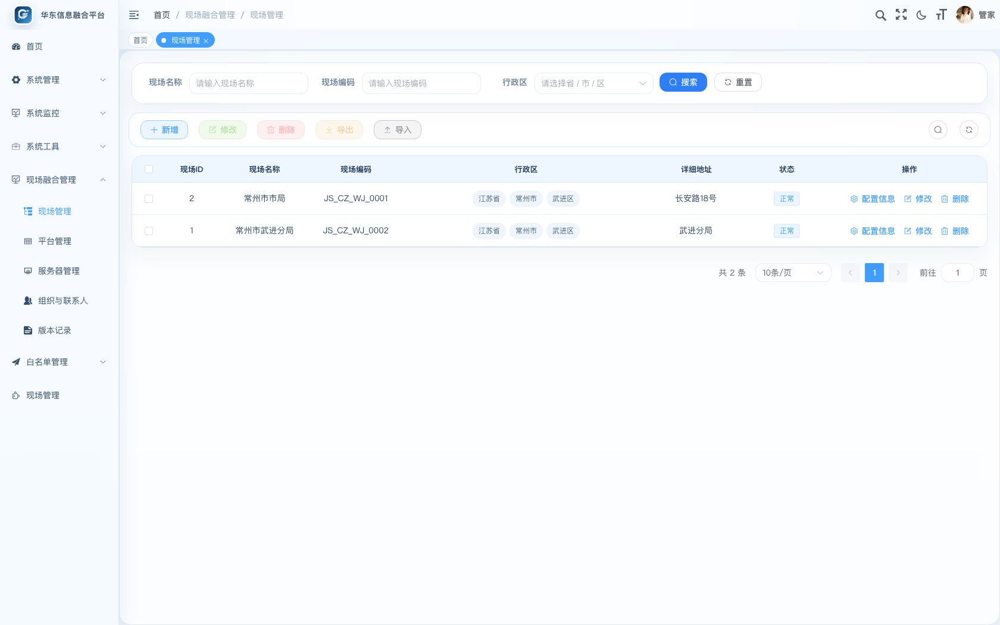 华东信息融合平台
首页 / 现场融合管理 / 现场管理
管家
首页
现场管理
首页
系统管理
系统监控
系统工具
现场融合管理
现场管理
平台管理
服务器管理
组织与联系人
版本记录
白名单管理
现场管理
现场名称 请输入现场名称 现场编码 请输入现场编码 行政区 请选择省 / 市 / 区 搜索 重置
新增 修改 删除 导出 导入
现场ID 现场名称 现场编码 行政区 详细地址 状态 操作
2 常州市市局 JS_CZ_WJ_0001 江苏省 常州市 武进区 长安路18号 正常 配置信息 修改 删除
1 常州市武进分局 JS_CZ_WJ_0002 江苏省 常州市 武进区 武进分局 正常 配置信息 修改 删除
共 2 条 10条/页 1 前往 1 页